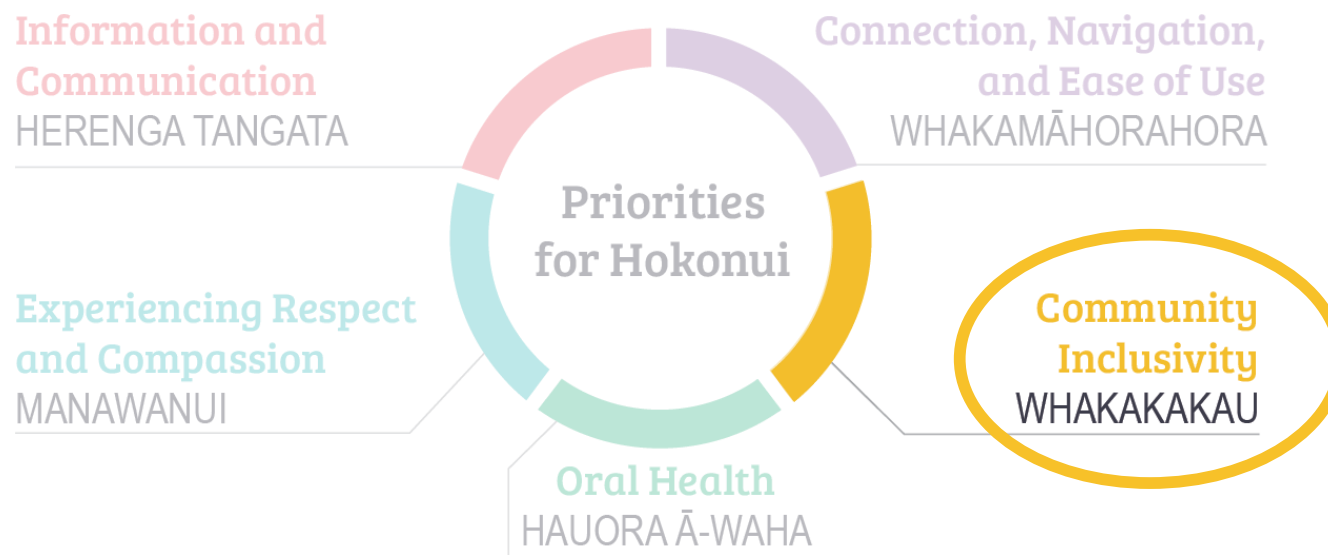 Information and
Communication
HERENGA TANGATA
Connection, Navigation,
and Ease of Use
WHAKAMĀHORAHORA
Priorities
for Hokonui
Experiencing Respect
and Compassion
MANAWANUI
Community
Inclusivity
WHAKAKAKAU
Oral Health
HAUORA Ā-WAHA